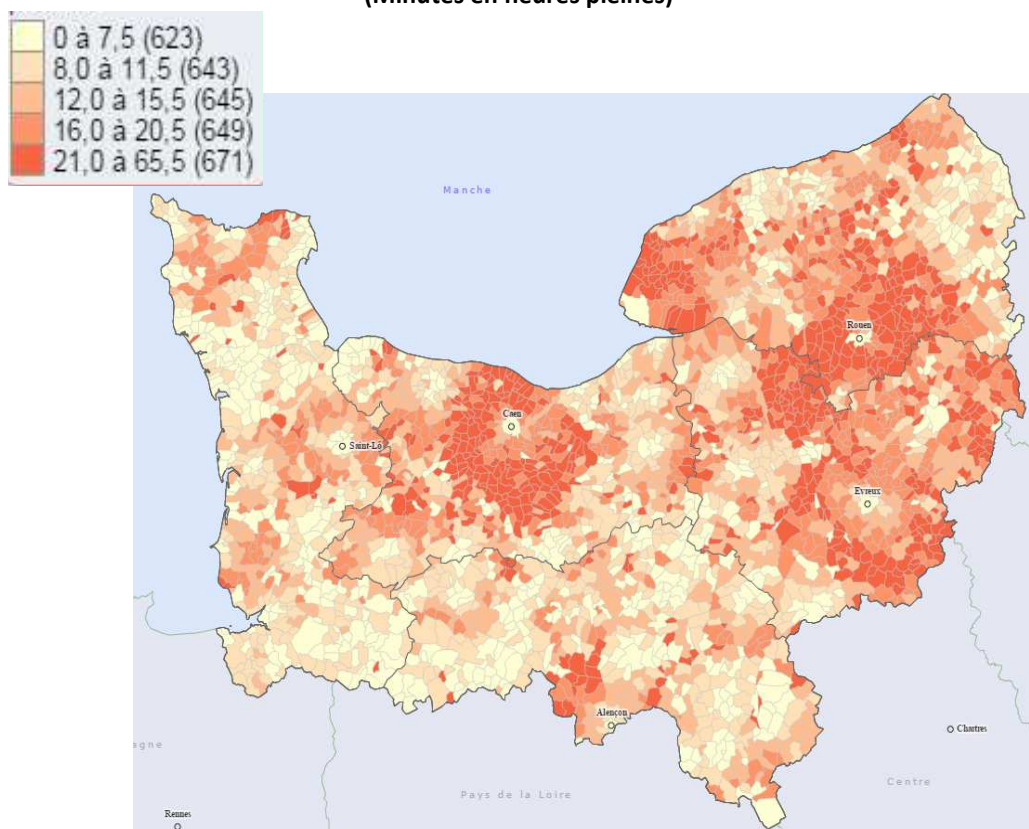 (Minutes en heures pleines)
0 à 7,5 (623)
8,0 à 11,5 (643)
12,0 à 15,5 (645)
16,0 à 20,5 (649)
21,0 à 65,5 (671)
Manche
Rouen
Caen
Saint-Lô
Evreux
Alençon
Chartres
agne
Centre
Pays de la Loire
Rennes